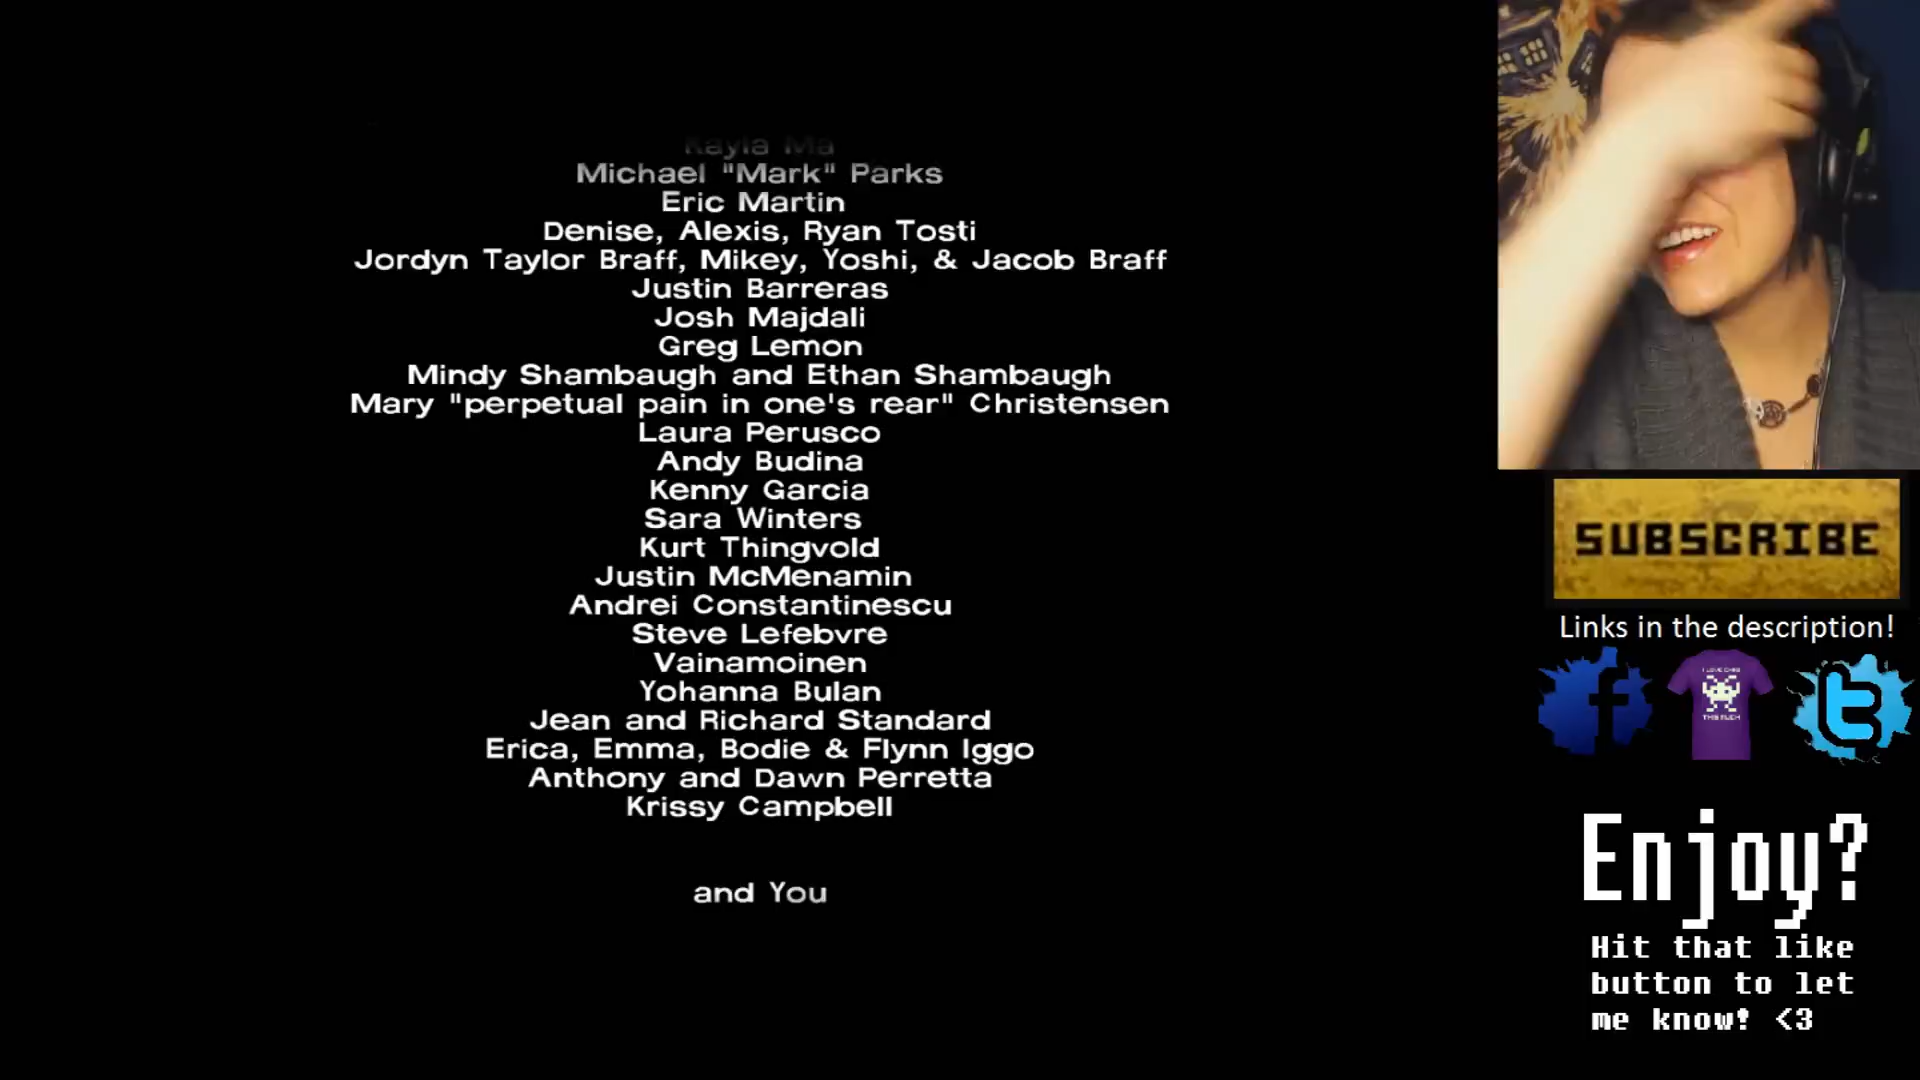 Kayla Ma
Michael "Mark" Parks
Eric Martin
Denise, Alexis, Ryan Tosti
Jordyn Taylor Braff, Mikey, Yoshi, & Jacob Braff
Justin Barreras
Josh Majdali
Greg Lemon
Mindy Shambaugh and Ethan Shambaugh
Mary "perpetual pain in one's rear" Christensen
Laura Perusco
Andy Budina
Kenny Garcia
Sara Winters
Kurt Thingvold
Justin McMenamin
Andrei Constantinescu
Steve Lefebvre
Vainamoinen
Yohanna Bulan
Jean and Richard Standard
Erica, Emma, Bodie & Flynn Iggo
Anthony and Dawn Perretta
Krissy Campbell
and You
SUBSCRIBE
Links in the description!
THIS MUCH
Enjoy?
Hit that like
button to let
me know! <3